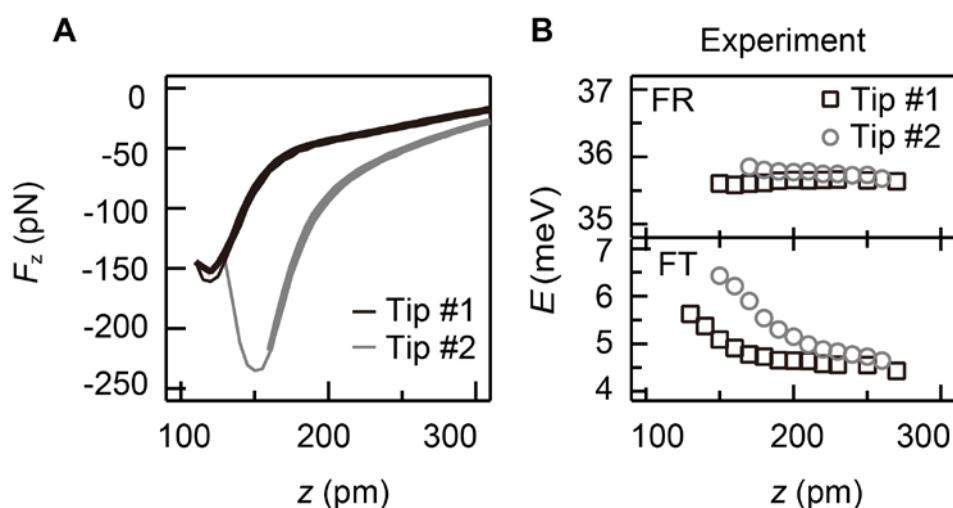 A
0
-50
-100
-150
-200
-250
Fz (pN)
Tip #1
Tip #2
100
200
300
z (pm)
B
Experiment
37
36
35
FR
Tip #1
Tip #2
E (meV)
7
6
5
4
FT
100
200
300
z (pm)